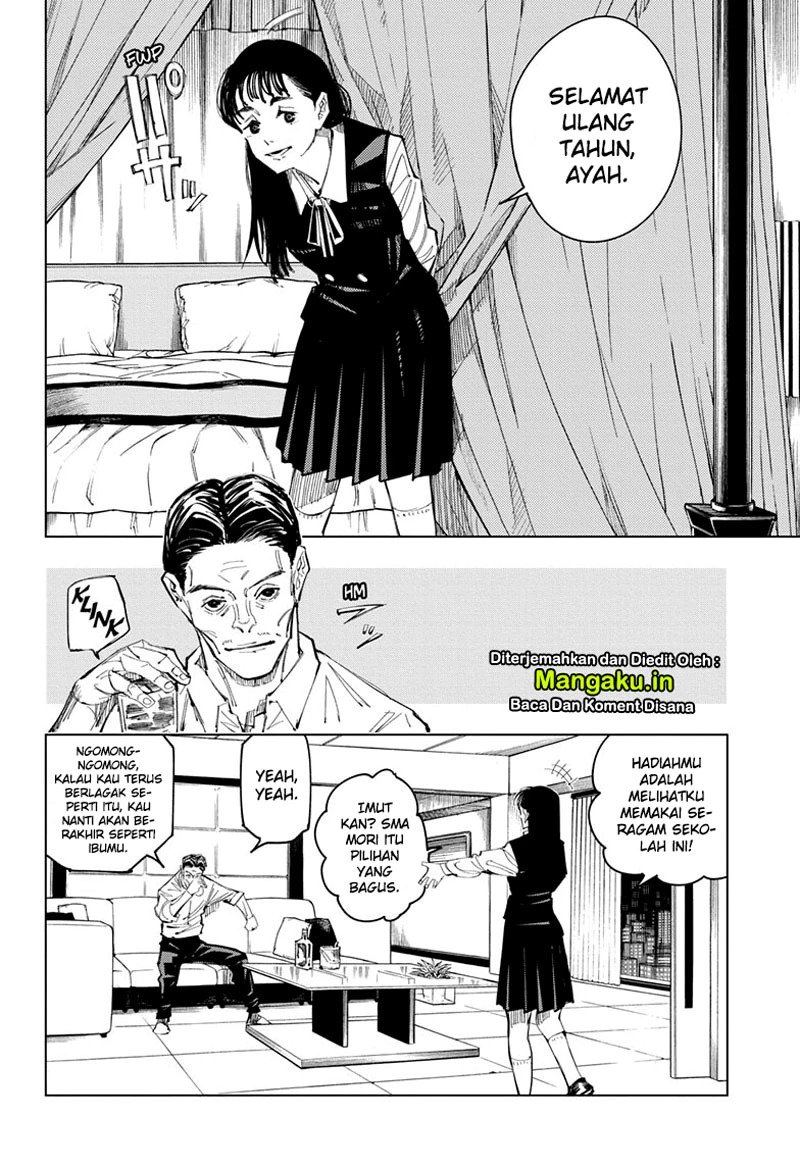 FWP
SELAMAT
ULANG
TAHUN,
AYAH.
KLINK
HM
Diterjemahkan dan Diedit Oleh :
Mangaku.in
Baca Dan Koment Disana
HADIAHMU
ADALAH
MELIHATKU
MEMAKAI SE-
RAGAM SEKO-
LAH INI!
IMUT
KAN? SMA
MORI ITU
PILIHAN
YANG
BAGUS.
YEAH,
YEAH.
NGOMONG-
NGOMONG,
KALAU KAU TERUS
BERLAGAK SE-
PERTI ITU, KAU
NANTI AKAN BE-
RAKHIR SEPERTI
IBUMU.